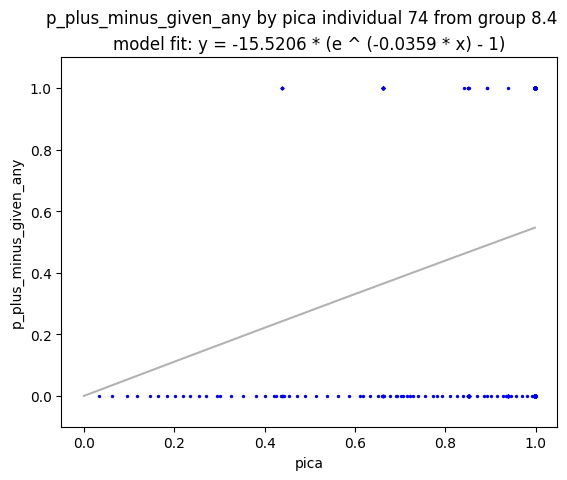 p_plus_minus_given_any by pica individual 74 from group 8.4
model fit: y = -15.5206 * (e ^ (-0.0359 * x) - 1)
1.0
0.8
0.6
0.4
0.2
0.0
p_plus_minus_given_any
0.0 0.2 0.4 0.6 0.8 1.0
pica